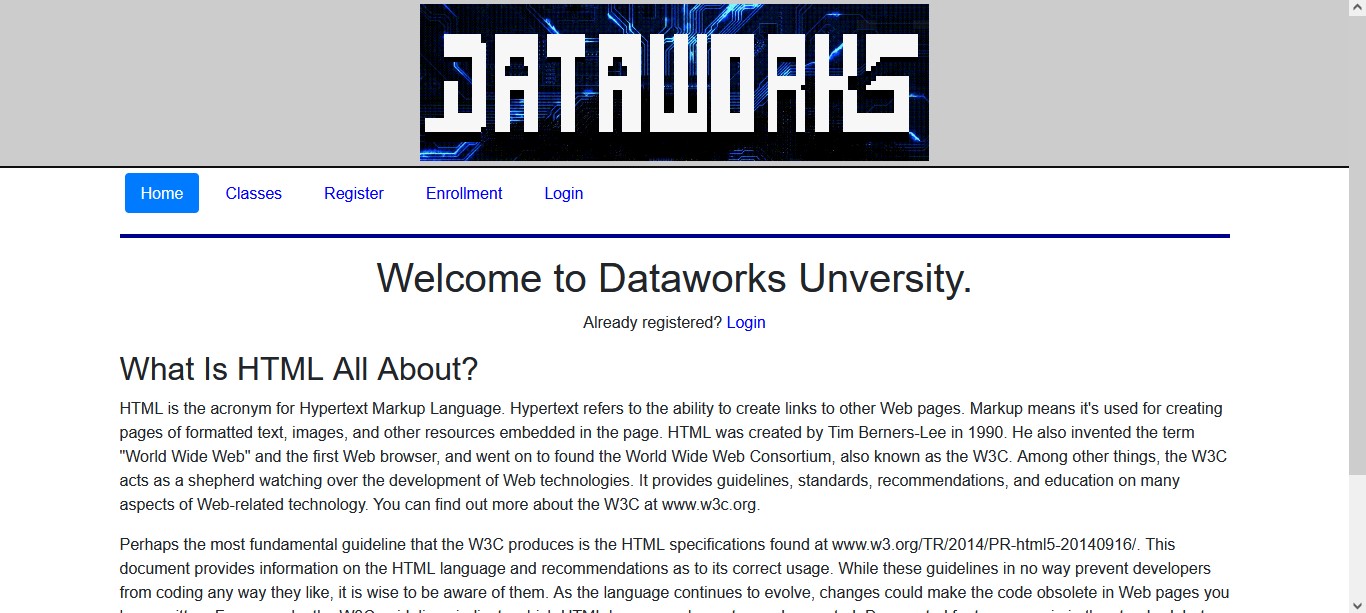 DATAWORKS
Home Classes Register Enrollment Login
Welcome to Dataworks Unversity.
Already registered? Login
What Is HTML All About?
HTML is the acronym for Hypertext Markup Language. Hypertext refers to the ability to create links to other Web pages. Markup means it's used for creating
pages of formatted text, images, and other resources embedded in the page. HTML was created by Tim Berners-Lee in 1990. He also invented the term
"World Wide Web" and the first Web browser, and went on to found the World Wide Web Consortium, also known as the W3C. Among other things, the W3C
acts as a shepherd watching over the development of Web technologies. It provides guidelines, standards, recommendations, and education on many
aspects of Web-related technology. You can find out more about the W3C at www.w3c.org.
Perhaps the most fundamental guideline that the W3C produces is the HTML specifications found at www.w3.org/TR/2014/PR-html5-20140916/. This
document provides information on the HTML language and recommendations as to its correct usage. While these guidelines in no way prevent developers
from coding any way they like, it is wise to be aware of them. As the language continues to evolve, changes could make the code obsolete in Web pages you